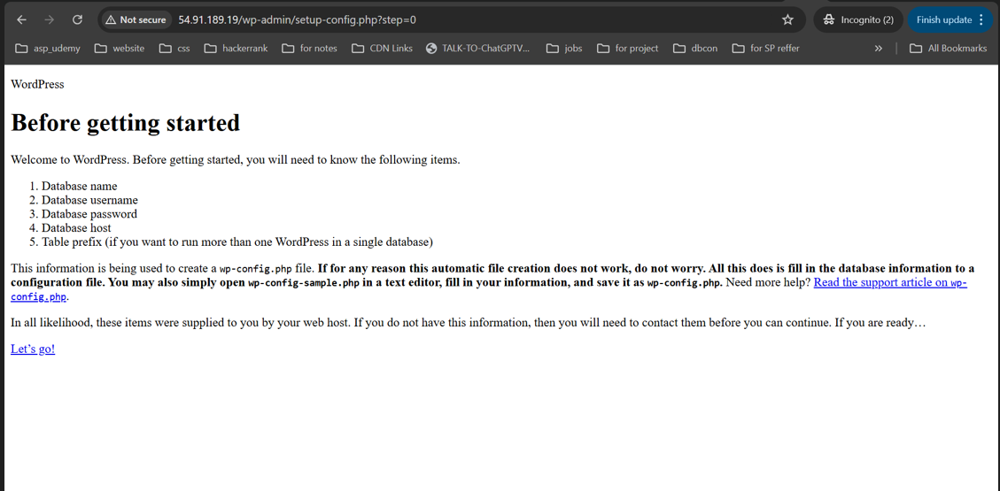 Not secure 54.91.189.19/wp-admin/setup-config.php?step=0 Incognito (2) Finish update
asp_udemy website css hackerrank for notes CDN Links TALK-TO-ChatGPTV... jobs for project dbcon for SP reffer » All Bookmarks
WordPress
Before getting started
Welcome to WordPress. Before getting started, you will need to know the following items.
1. Database name
2. Database username
3. Database password
4. Database host
5. Table prefix (if you want to run more than one WordPress in a single database)
This information is being used to create a wp-config.php file. If for any reason this automatic file creation does not work, do not worry. All this does is fill in the database information to a
configuration file. You may also simply open wp-config-sample.php in a text editor, fill in your information, and save it as wp-config.php. Need more help? Read the support article on wp-
config.php.
In all likelihood, these items were supplied to you by your web host. If you do not have this information, then you will need to contact them before you can continue. If you are ready…
Let’s go!